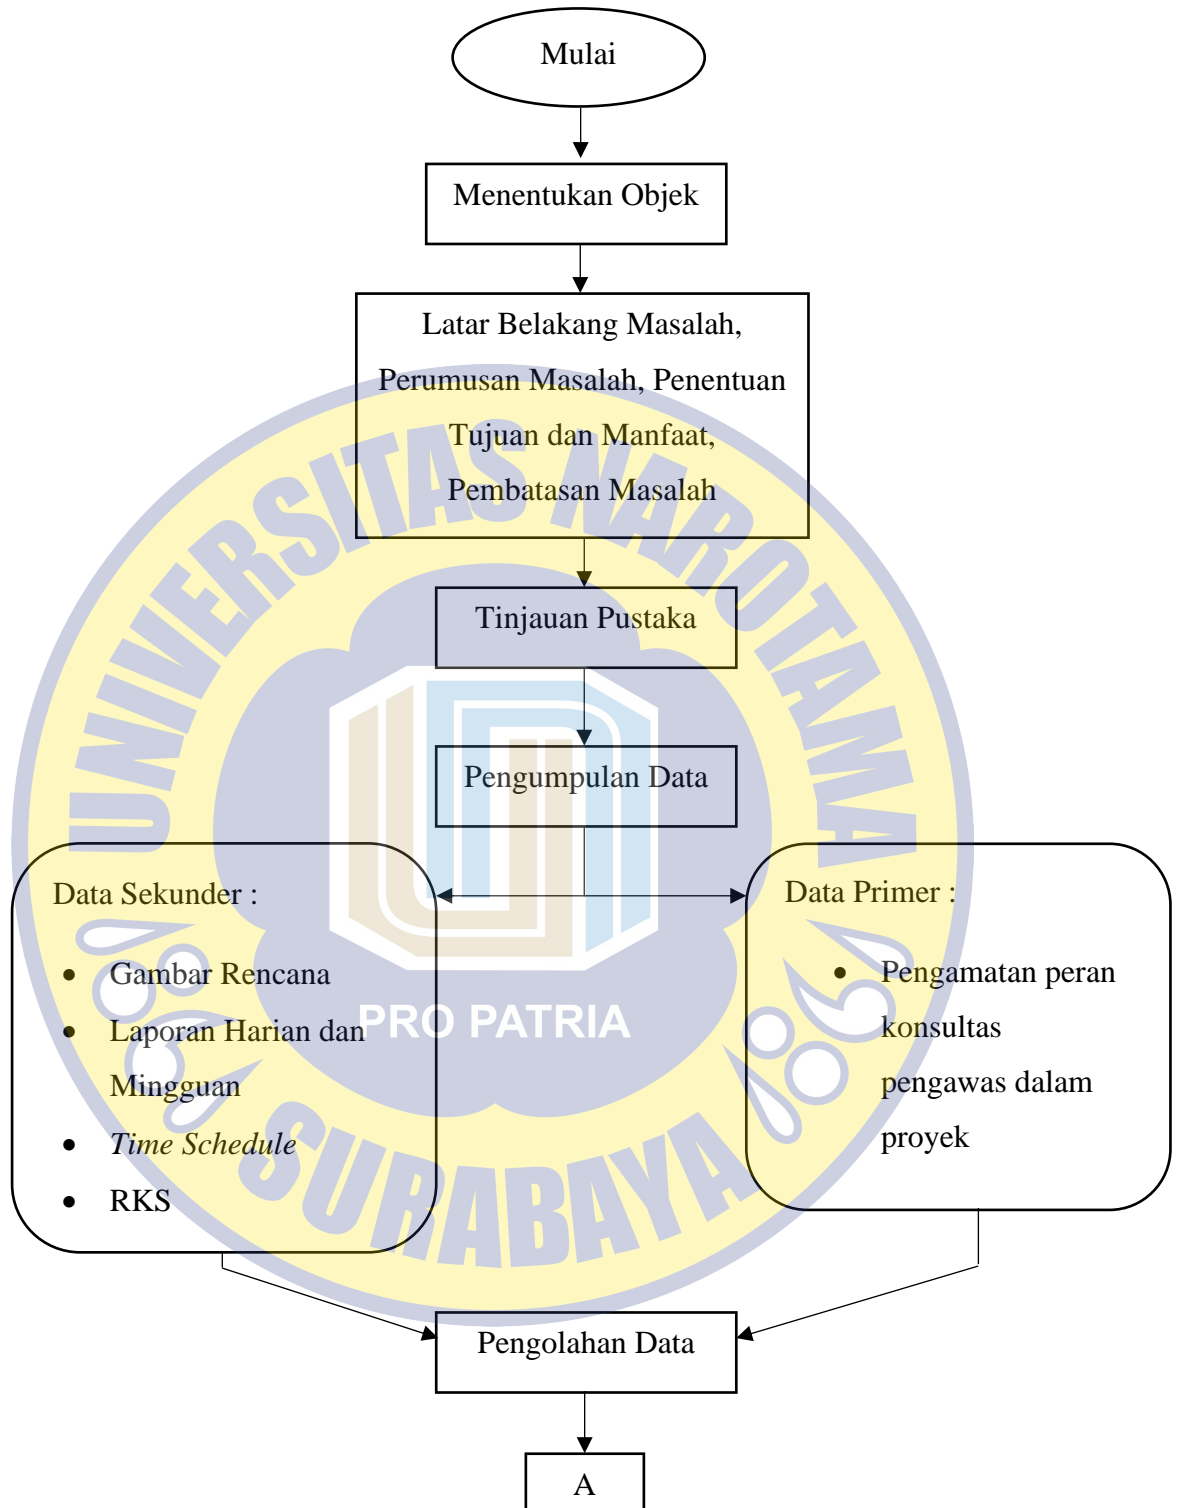 Mulai
Menentukan Objek
Latar Belakang Masalah,
Perumusan Masalah, Penentuan
Tujuan dan Manfaat,
Pembatasan Masalah
Tinjauan Pustaka
Pengumpulan Data
Data Sekunder :
• Gambar Rencana
• Laporan Harian dan
Mingguan
• Time Schedule
• RKS
Data Primer :
• Pengamatan peran
konsultas
pengawas dalam
proyek
Pengolahan Data
A
UNIVERSITAS NAROTAMA
PRO PATRIA
SURABAYA